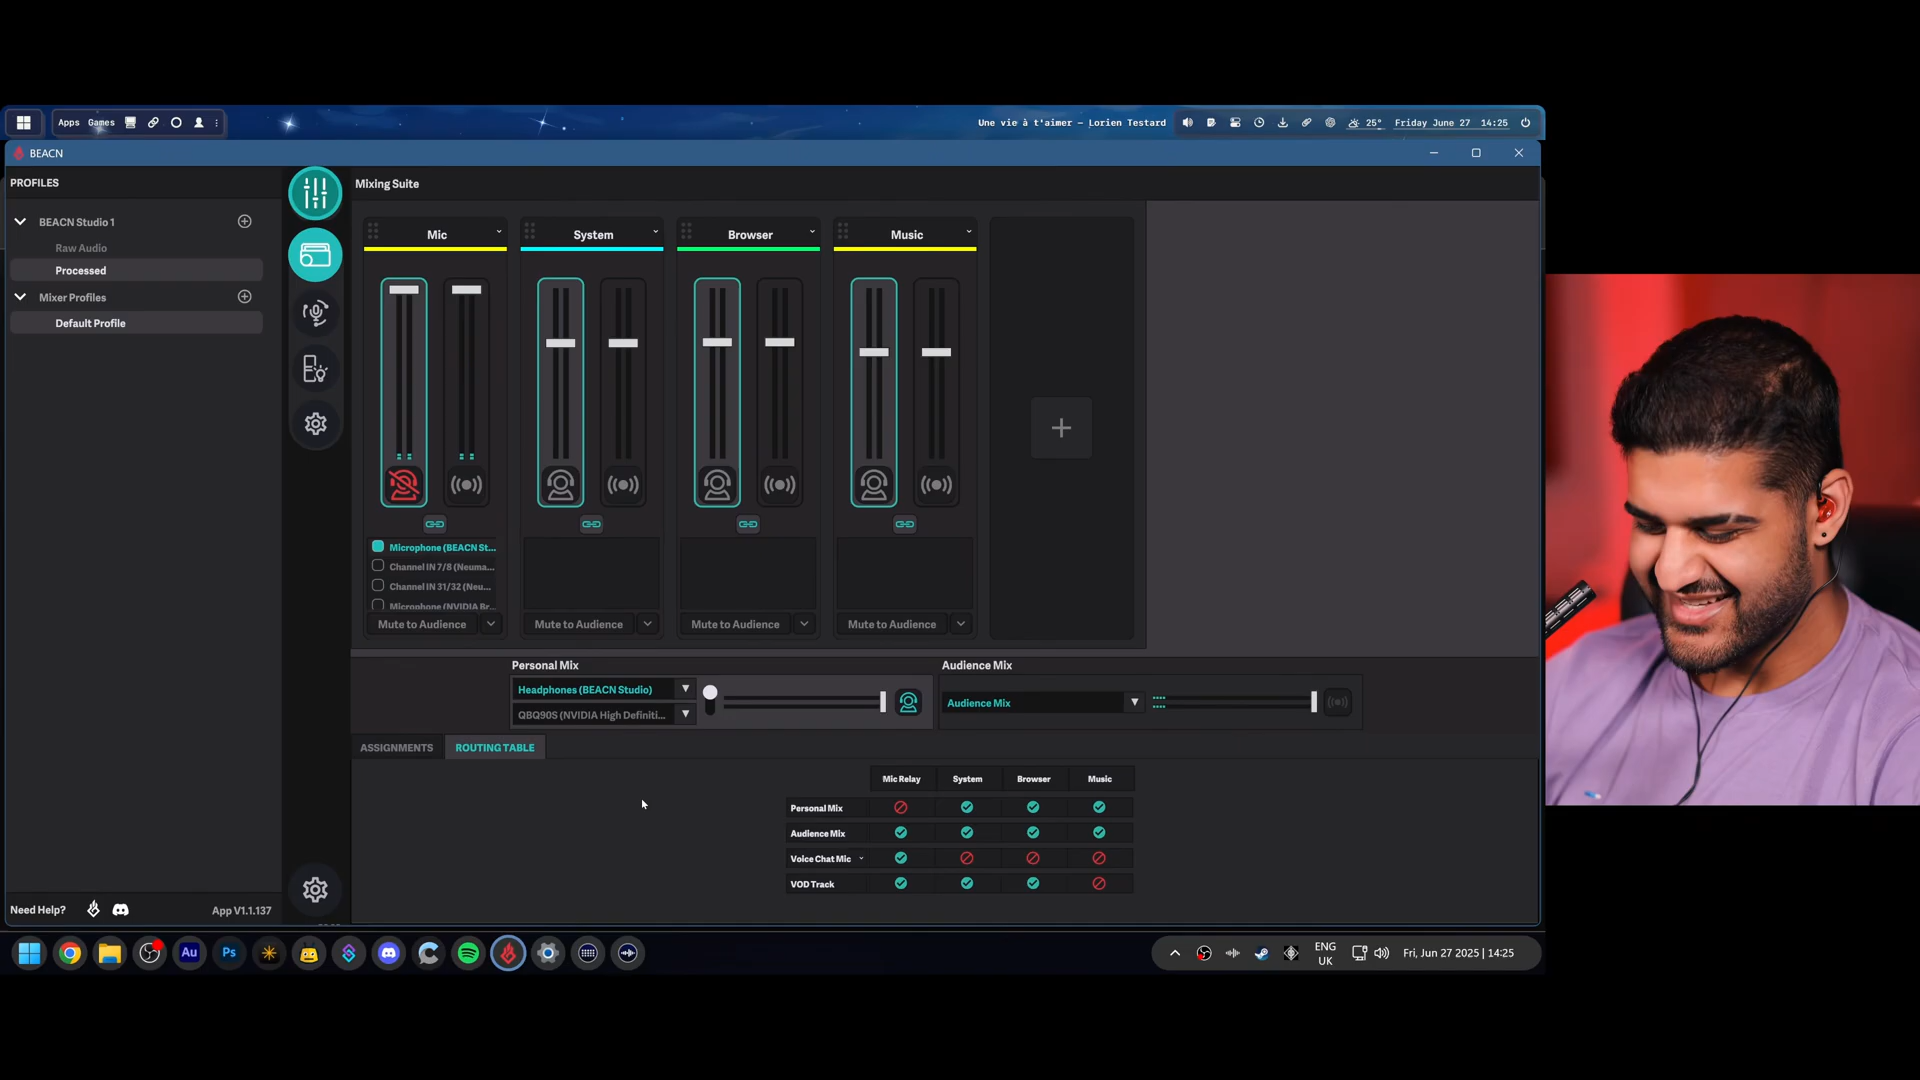 Apps Games
Une vie à t'aimer – Lorien Testard
25°
Friday June 27 14:25
BEACN
PROFILES
BEACN Studio 1
Raw Audio
Processed
Mixer Profiles
Default Profile
Mixing Suite
Mic
System
Browser
Music
Microphone (BEACN St...
Channel IN 7/8 (Neuma...
Channel IN 31/32 (Neu...
Microphone (NVIDIA Br...
Mute to Audience
Mute to Audience
Mute to Audience
Mute to Audience
Personal Mix
Headphones (BEACN Studio)
QBQ90S (NVIDIA High Definiti...
Audience Mix
Audience Mix
ASSIGNMENTS
ROUTING TABLE
Mic Relay System Browser Music
Personal Mix
Audience Mix
Voice Chat Mic
VOD Track
Need Help?
App V1.1.137
Au
Ps
ENG
UK
Fri, Jun 27 2025 | 14:25